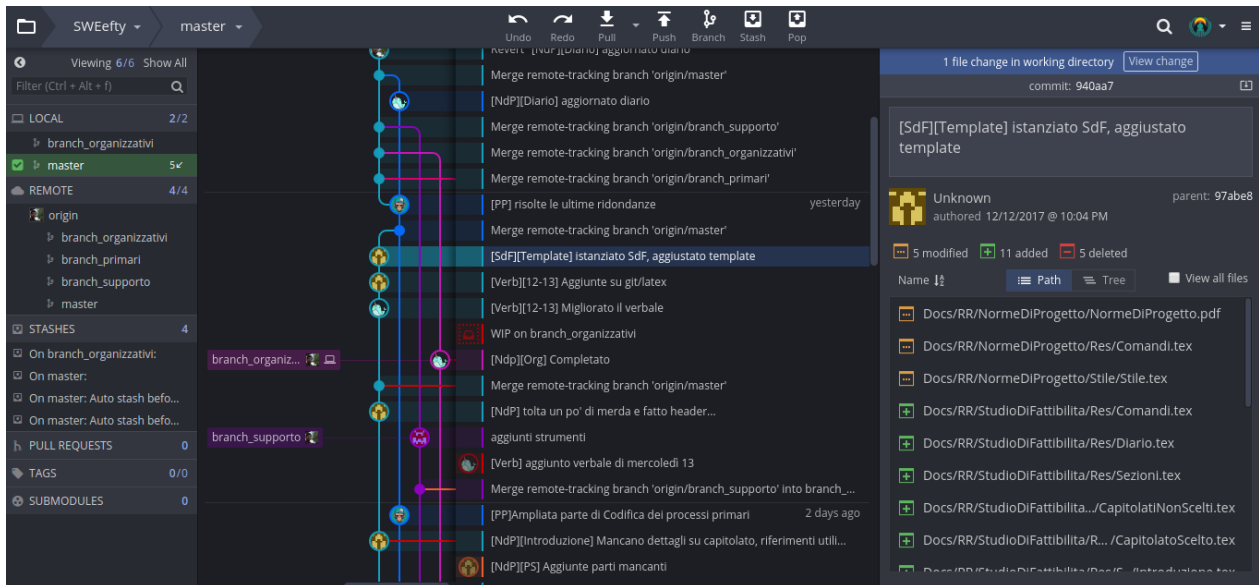 SWEefty
master
Undo
Redo
Pull
Push
Branch
Stash
Pop
Viewing 6/6 Show All
Filter (Ctrl + Alt + f)
LOCAL 2/2
branch_organizzativi
master 5
REMOTE 4/4
origin
branch_organizzativi
branch_primari
branch_supporto
master
STASHES 4
On branch_organizzativi:
On master:
On master: Auto stash befo...
On master: Auto stash befo...
PULL REQUESTS 0
TAGS 0/0
SUBMODULES 0
branch_organiz...
branch_supporto
Revert "[NdP][Diario] aggiornato diario"
Merge remote-tracking branch 'origin/master'
[NdP][Diario] aggiornato diario
Merge remote-tracking branch 'origin/branch_supporto'
Merge remote-tracking branch 'origin/branch_organizzativi'
Merge remote-tracking branch 'origin/branch_primari'
[PP] risolte le ultime ridondanze yesterday
Merge remote-tracking branch 'origin/master'
[SdF][Template] istanziato SdF, aggiustato template
[Verb][12-13] Aggiunte su git/latex
[Verb][12-13] Migliorato il verbale
WIP on branch_organizzativi
[Ndp][Org] Completato
Merge remote-tracking branch 'origin/master'
[NdP] tolta un po' di merda e fatto header...
aggiunti strumenti
[Verb] aggiunto verbale di mercoledì 13
Merge remote-tracking branch 'origin/branch_supporto' into branch_...
[PP]Ampliata parte di Codifica dei processi primari 2 days ago
[NdP][Introduzione] Mancano dettagli su capitolato, riferimenti utili...
[NdP][PS] Aggiunte parti mancanti
1 file change in working directory View change
commit: 940aa7
[SdF][Template] istanziato SdF, aggiustato
template
Unknown parent: 97abe8
authored 12/12/2017 @ 10:04 PM
5 modified 11 added 5 deleted
Name Path Tree View all files
Docs/RR/NormeDiProgetto/NormeDiProgetto.pdf
Docs/RR/NormeDiProgetto/Res/Comandi.tex
Docs/RR/NormeDiProgetto/Stile/Stile.tex
Docs/RR/StudioDiFattibilita/Res/Comandi.tex
Docs/RR/StudioDiFattibilita/Res/Diario.tex
Docs/RR/StudioDiFattibilita/Res/Sezioni.tex
Docs/RR/StudioDiFattibilita.../CapitolatiNonScelti.tex
Docs/RR/StudioDiFattibilita/R... /CapitolatoScelto.tex
Docs/RR/StudioDiFattibilita/Res/S.../Introduzione.tex